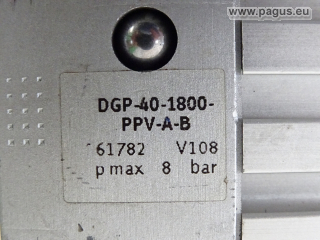 www.pagus.eu
DGP-40-1800-
PPV-A-B
61782 V108
p max 8 bar